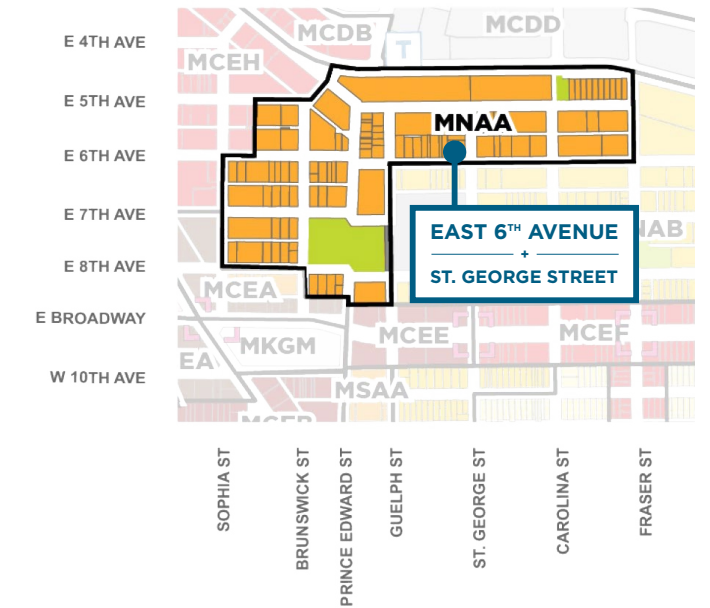 E 4TH AVE
MCDB
MCDD
T
MCEH
E 5TH AVE
MNAA
E 6TH AVE
E 7TH AVE
EAST 6TH AVENUE
+
ST. GEORGE STREET
NAB
E 8TH AVE
MCEA
E BROADWAY
MCEE
MCEF
EA
MKGM
W 10TH AVE
MSAA
SOPHIA ST
BRUNSWICK ST
PRINCE EDWARD ST
GUELPH ST
ST. GEORGE ST
CAROLINA ST
FRASER ST